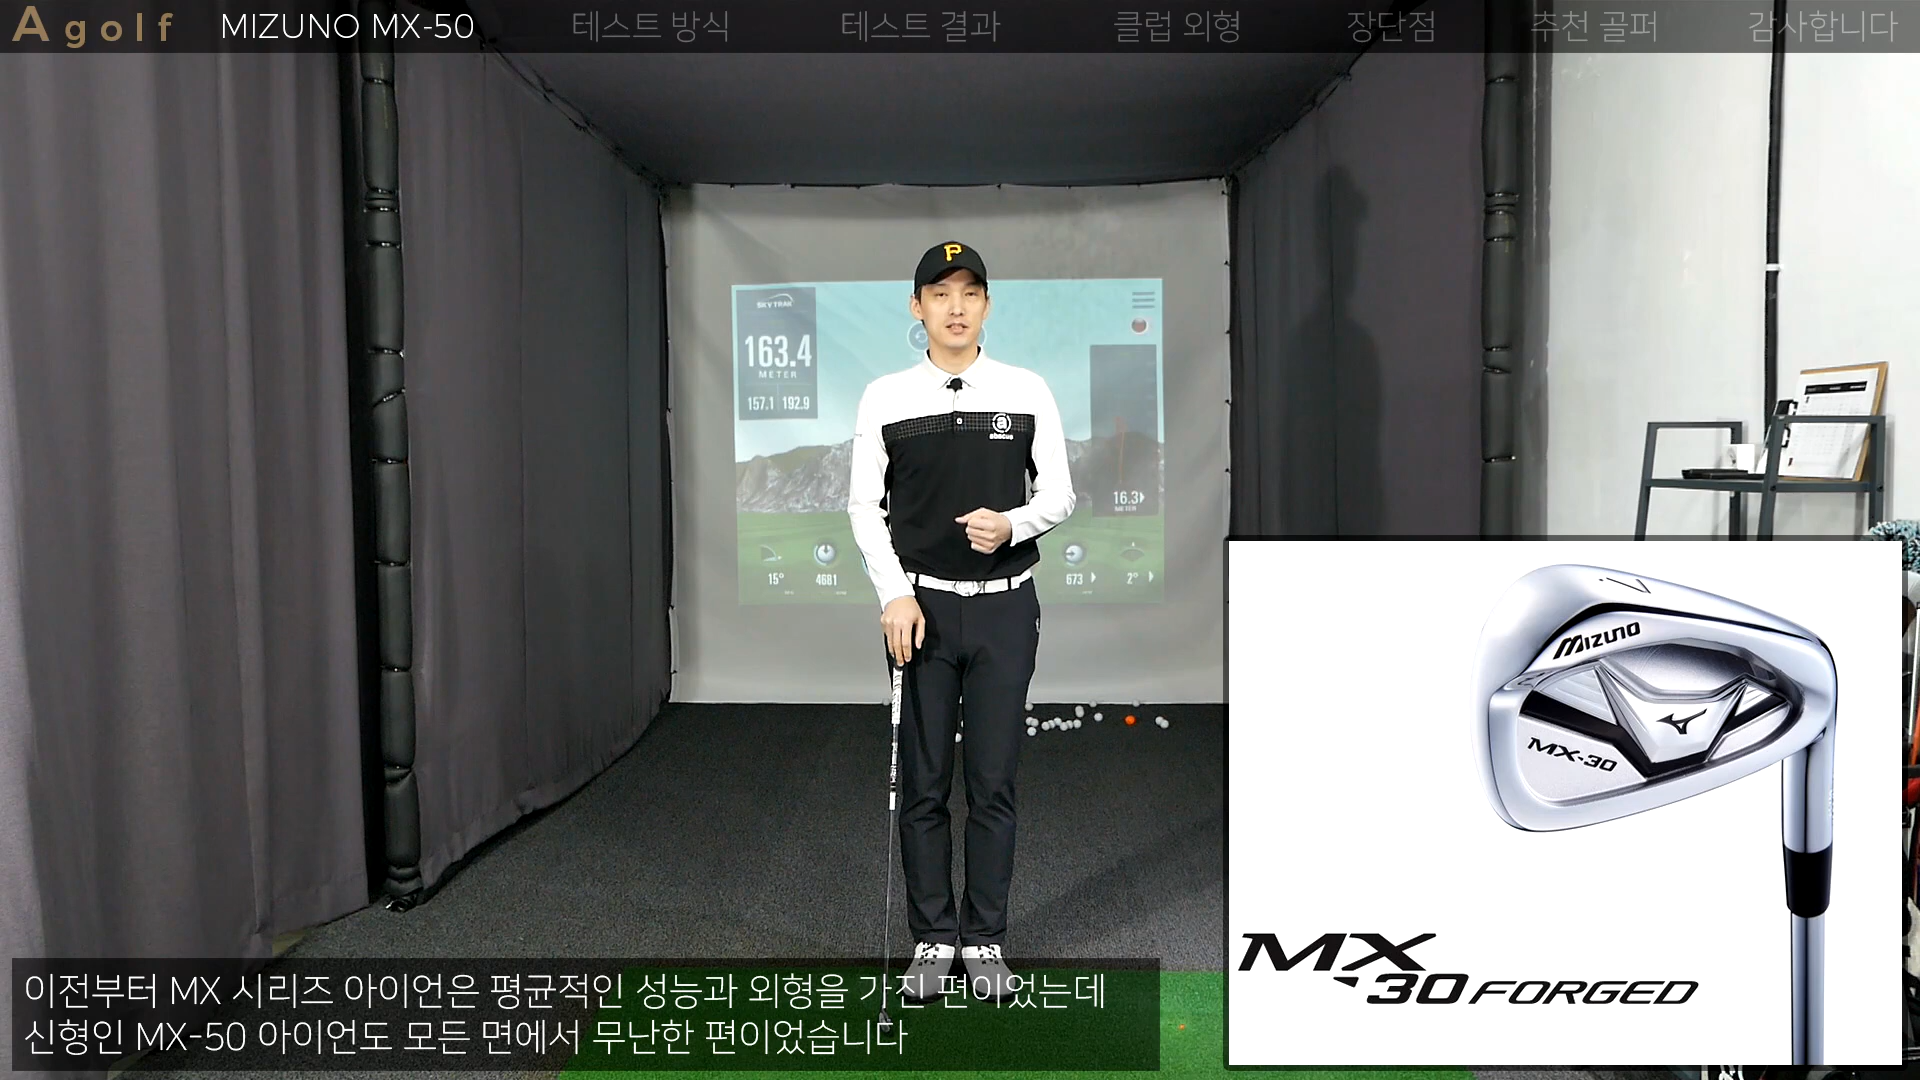 Agolf
MIZUNO MX-50
테스트 방식
테스트 결과
클럽 외형
장단점
추천 골퍼
감사합니다
P
SKYTRAK
163.4
METER
157.1 192.9
a
abacus
16.3
15°
4681
673
2°
7
MIZUNO
MX-30
MX
-30 FORGED
이전부터 MX 시리즈 아이언은 평균적인 성능과 외형을 가진 편이었는데
신형인 MX-50 아이언도 모든 면에서 무난한 편이었습니다